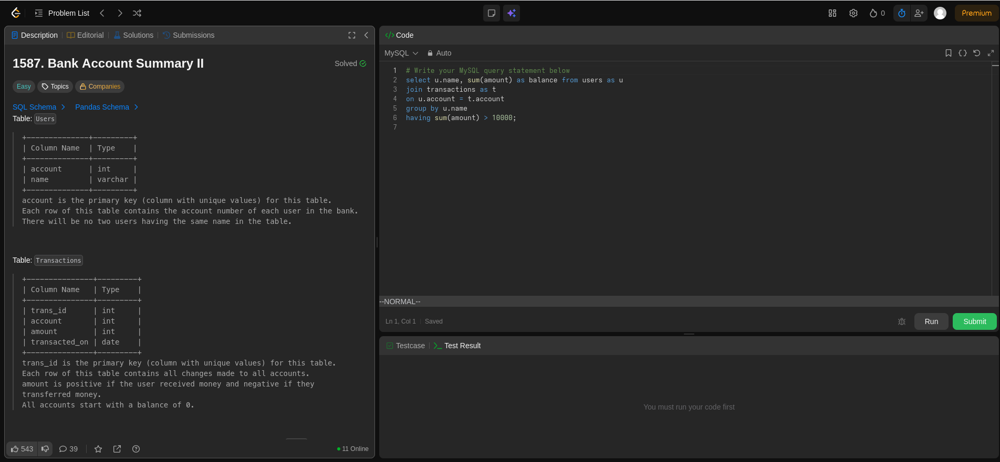 Problem List
0
Premium
Description
Editorial
Solutions
Submissions
1587. Bank Account Summary II
Solved
Easy
Topics
Companies
SQL Schema
Pandas Schema
Table: Users
+--------------+---------+
| Column Name  | Type    |
+--------------+---------+
| account      | int     |
| name         | varchar |
+--------------+---------+
account is the primary key (column with unique values) for this table.
Each row of this table contains the account number of each user in the bank.
There will be no two users having the same name in the table.
Table: Transactions
+---------------+---------+
| Column Name   | Type    |
+---------------+---------+
| trans_id      | int     |
| account       | int     |
| amount        | int     |
| transacted_on | date    |
+---------------+---------+
trans_id is the primary key (column with unique values) for this table.
Each row of this table contains all changes made to all accounts.
amount is positive if the user received money and negative if they
transferred money.
All accounts start with a balance of 0.
543
39
11 Online
</> Code
MySQL
Auto
1 # Write your MySQL query statement below
2 select u.name, sum(amount) as balance from users as u
3 join transactions as t
4 on u.account = t.account
5 group by u.name
6 having sum(amount) > 10000;
7
--NORMAL--
Ln 1, Col 1
Saved
Run
Submit
Testcase
Test Result
You must run your code first